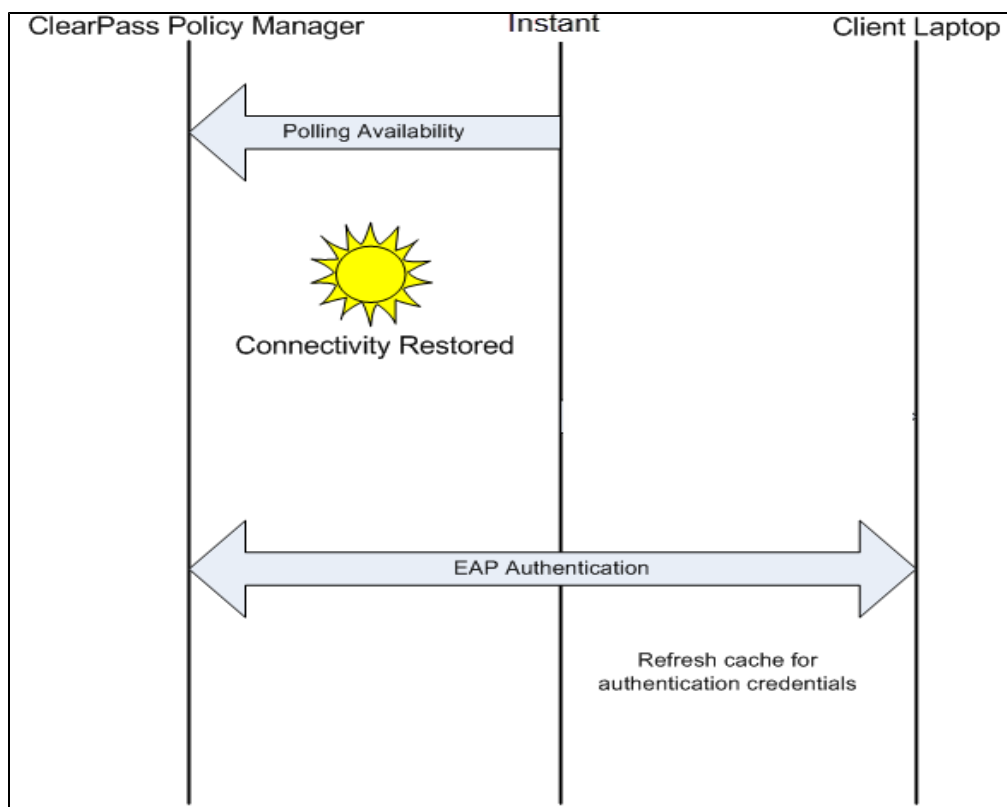 ClearPass Policy Manager
Instant
Client Laptop
Polling Availability
Connectivity Restored
EAP Authentication
Refresh cache for
authentication credentials